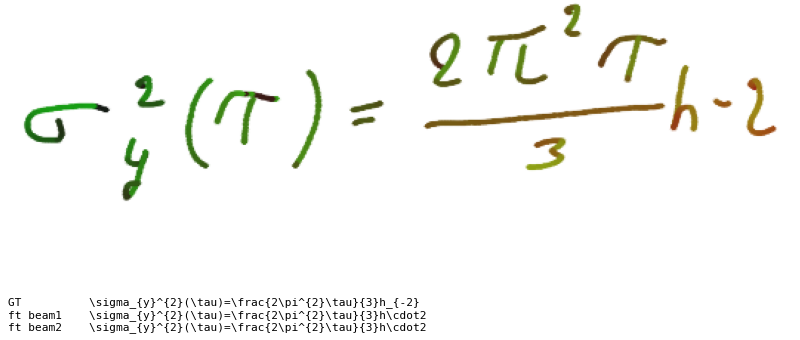 σ_y^2(τ) = \frac{2π^2 τ}{3} h - 2
GT \sigma_{y}^{2}(\tau)=\frac{2\pi^{2}\tau}{3}h_{-2}
ft beam1 \sigma_{y}^{2}(\tau)=\frac{2\pi^{2}\tau}{3}h\cdot2
ft beam2 \sigma_{y}^{2}(\tau)=\frac{2\pi^{2}\tau}{3}h\cdot2